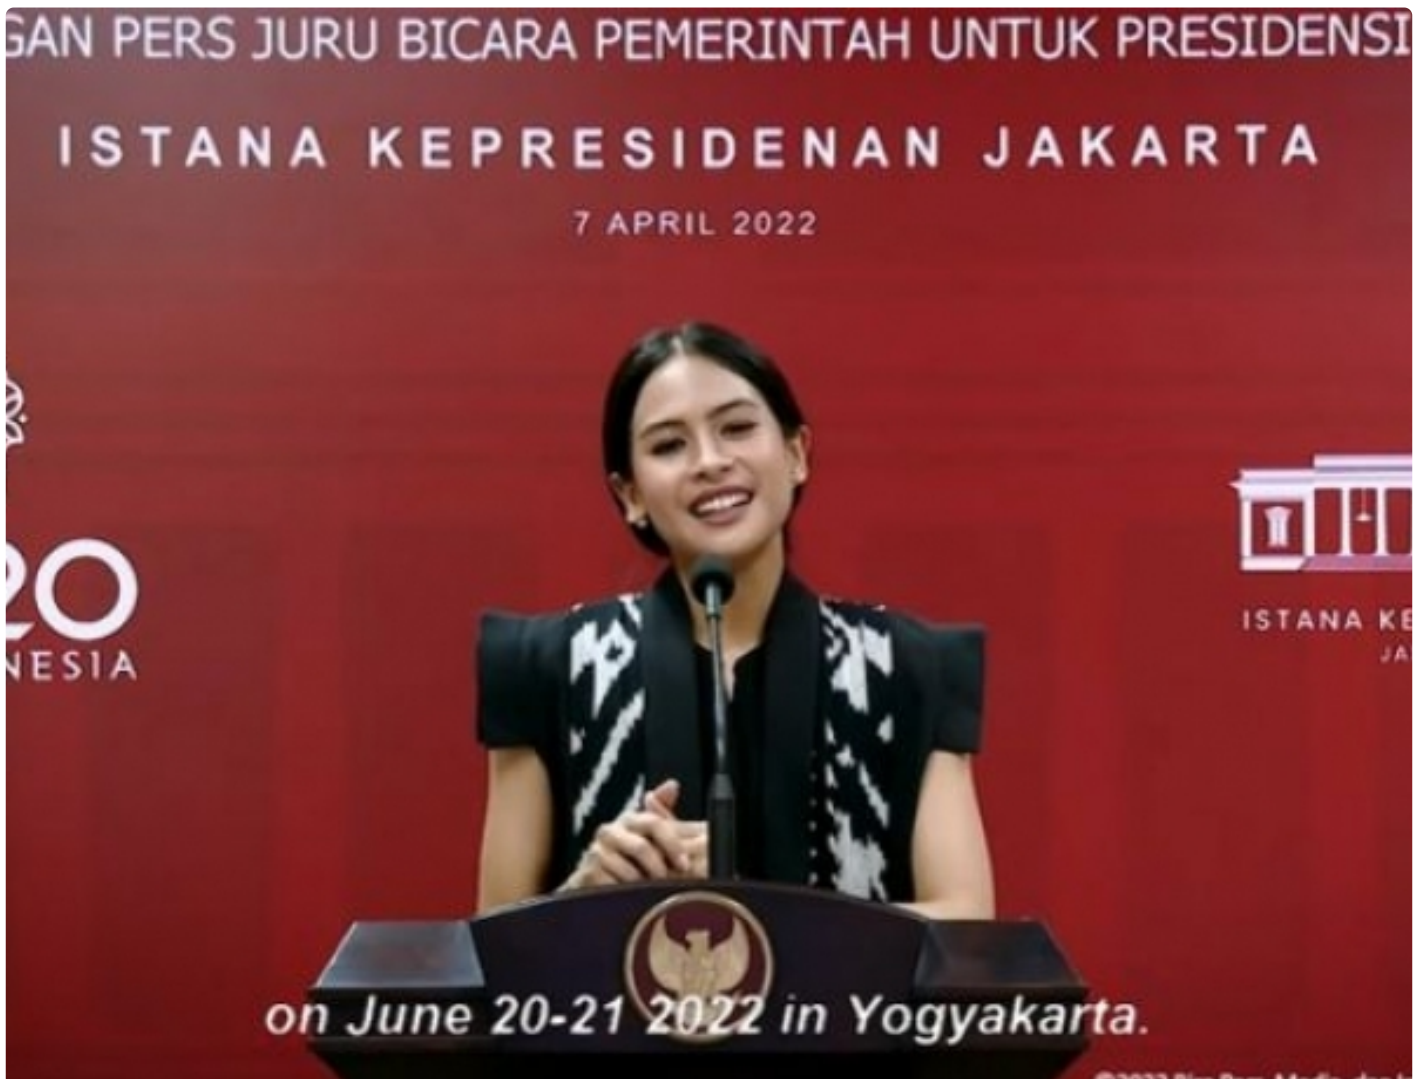 GAN PERS JURU BICARA PEMERINTAH UNTUK PRESIDENSI
ISTANA KEPRESIDENAN JAKARTA
7 APRIL 2022
20
NESIA
ISTANA KE
JA
on June 20-21 2022 in Yogyakarta.